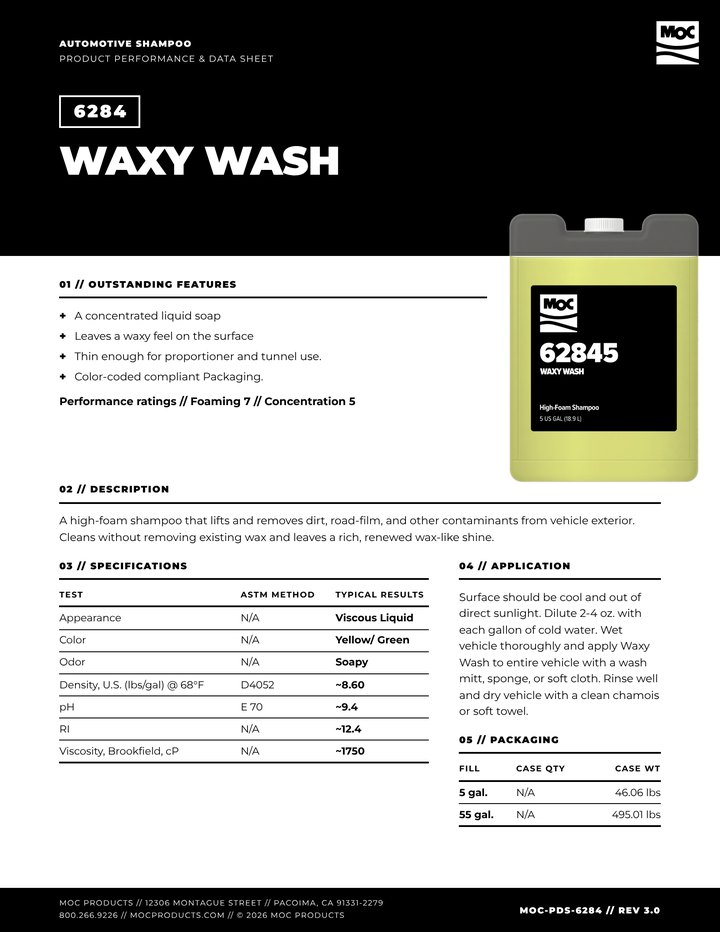 AUTOMOTIVE SHAMPOO
PRODUCT PERFORMANCE & DATA SHEET
MOC
6284
WAXY WASH
01 // OUTSTANDING FEATURES
+ A concentrated liquid soap
+ Leaves a waxy feel on the surface
+ Thin enough for proportioner and tunnel use.
+ Color-coded compliant Packaging.
Performance ratings // Foaming 7 // Concentration 5
MOC
62845
WAXY WASH
High-Foam Shampoo
5 US GAL (18.9 L)
02 // DESCRIPTION
A high-foam shampoo that lifts and removes dirt, road-film, and other contaminants from vehicle exterior.
Cleans without removing existing wax and leaves a rich, renewed wax-like shine.
03 // SPECIFICATIONS
TEST ASTM METHOD TYPICAL RESULTS
Appearance N/A Viscous Liquid
Color N/A Yellow/ Green
Odor N/A Soapy
Density, U.S. (lbs/gal) @ 68°F D4052 ~8.60
pH E 70 ~9.4
RI N/A ~12.4
Viscosity, Brookfield, cP N/A ~1750
04 // APPLICATION
Surface should be cool and out of
direct sunlight. Dilute 2-4 oz. with
each gallon of cold water. Wet
vehicle thoroughly and apply Waxy
Wash to entire vehicle with a wash
mitt, sponge, or soft cloth. Rinse well
and dry vehicle with a clean chamois
or soft towel.
05 // PACKAGING
FILL CASE QTY CASE WT
5 gal. N/A 46.06 lbs
55 gal. N/A 495.01 lbs
MOC PRODUCTS // 12306 MONTAGUE STREET // PACOIMA, CA 91331-2279
800.266.9226 // MOCPRODUCTS.COM // © 2026 MOC PRODUCTS
MOC-PDS-6284 // REV 3.0